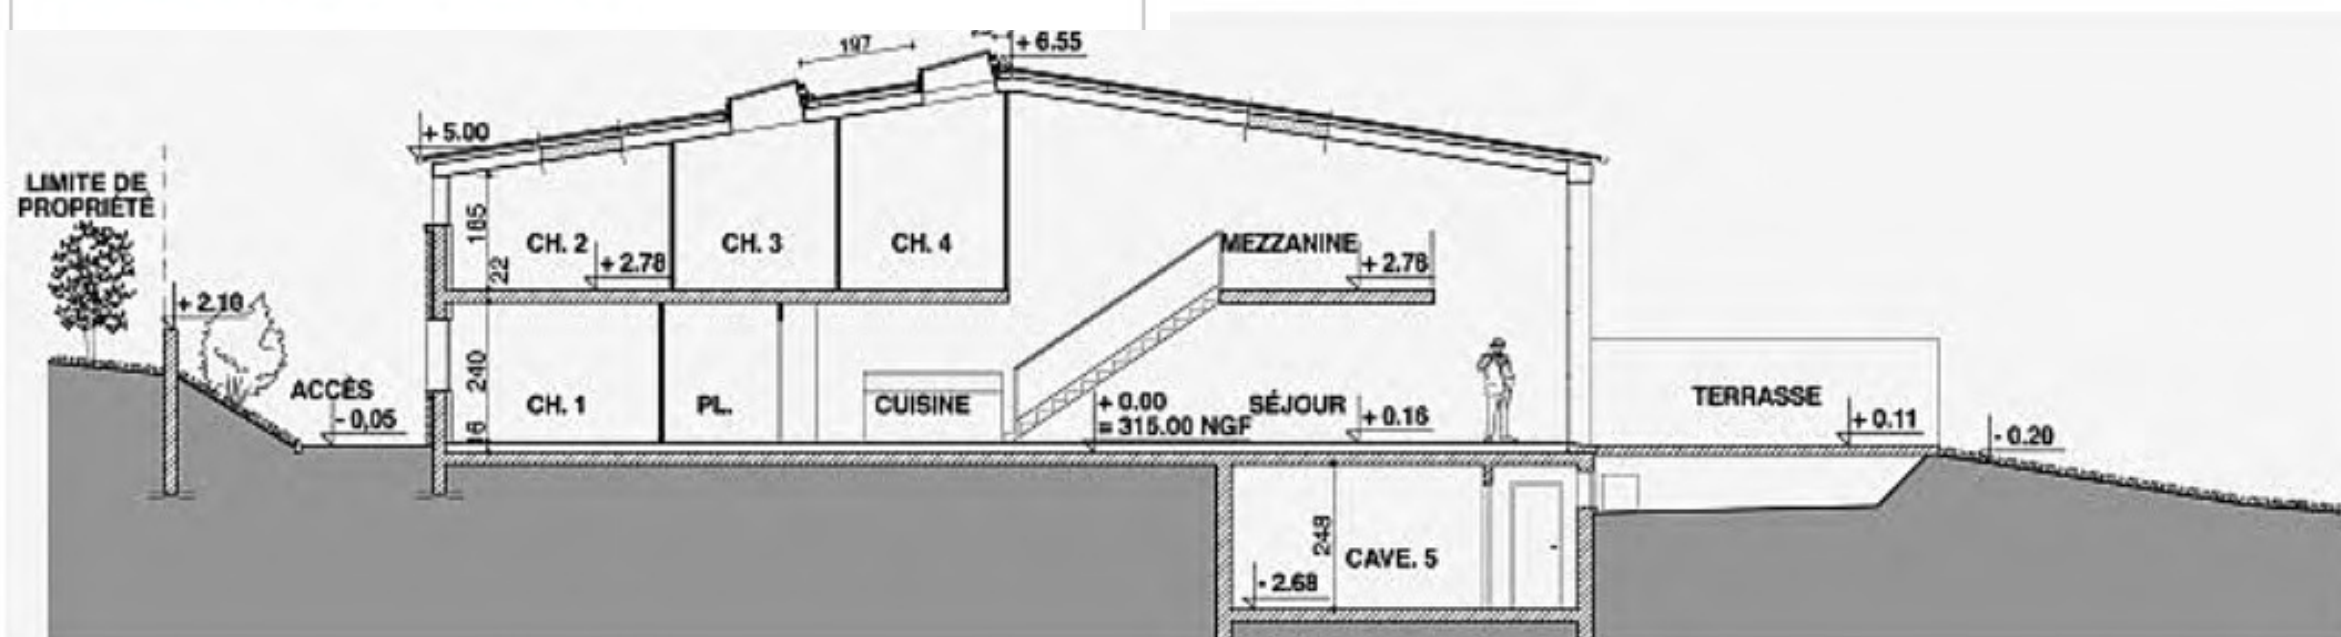 197
+ 6.55
+ 5.00
LIMITE DE
PROPRIÉTÉ
165
CH. 2
CH. 3
CH. 4
MEZZANINE
22
+ 2.78
+ 2.78
+ 2.10
240
ACCÈS
- 0,05
CH. 1
PL.
CUISINE
+ 0.00
= 315.00 NGF
SÉJOUR
+ 0.16
TERRASSE
+ 0.11
- 0.20
16
248
CAVE. 5
- 2.68